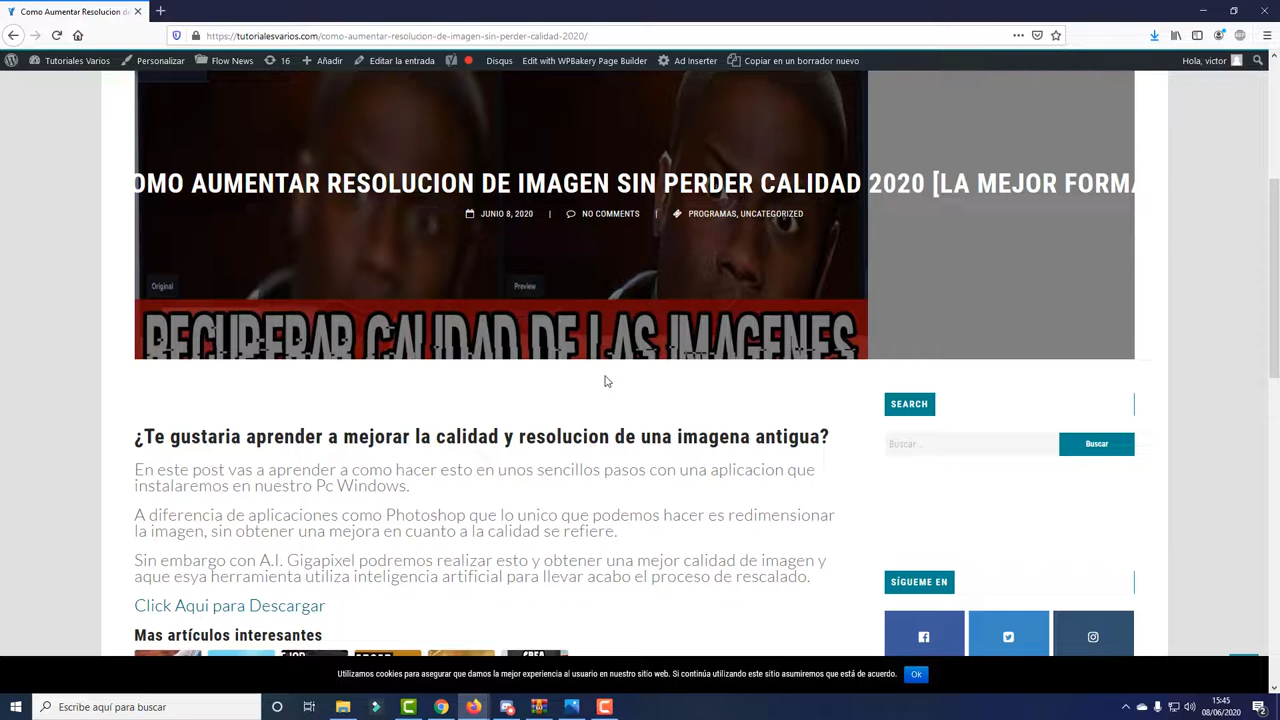 Como Aumentar Resolucion de
https://tutorialesvarios.com/como-aumentar-resolucion-de-imagen-sin-perder-calidad-2020/
Tutoriales Varios Personalizar Flow News 16 Añadir Editar la entrada Disqus Edit with WPBakery Page Builder Ad Inserter Copiar en un borrador nuevo Hola, victor
OMO AUMENTAR RESOLUCION DE IMAGEN SIN PERDER CALIDAD 2020 [LA MEJOR FORMA
JUNIO 8, 2020 | NO COMMENTS | PROGRAMAS, UNCATEGORIZED
Original Preview
RECUPERAR CALIDAD DE LAS IMAGENES
SEARCH
Buscar … Buscar
¿Te gustaria aprender a mejorar la calidad y resolucion de una imagena antigua?
En este post vas a aprender a como hacer esto en unos sencillos pasos con una aplicacion que
instalaremos en nuestro Pc Windows.
A diferencia de aplicaciones como Photoshop que lo unico que podemos hacer es redimensionar
la imagen, sin obtener una mejora en cuanto a la calidad se refiere.
Sin embargo con A.I. Gigapixel podremos realizar esto y obtener una mejor calidad de imagen y
aque esya herramienta utiliza inteligencia artificial para llevar acabo el proceso de rescalado.
SÍGUEME EN
Click Aqui para Descargar
Mas artículos interesantes
Utilizamos cookies para asegurar que damos la mejor experiencia al usuario en nuestro sitio web. Si continúa utilizando este sitio asumiremos que está de acuerdo. Ok
Escribe aquí para buscar
15:45
08/06/2020